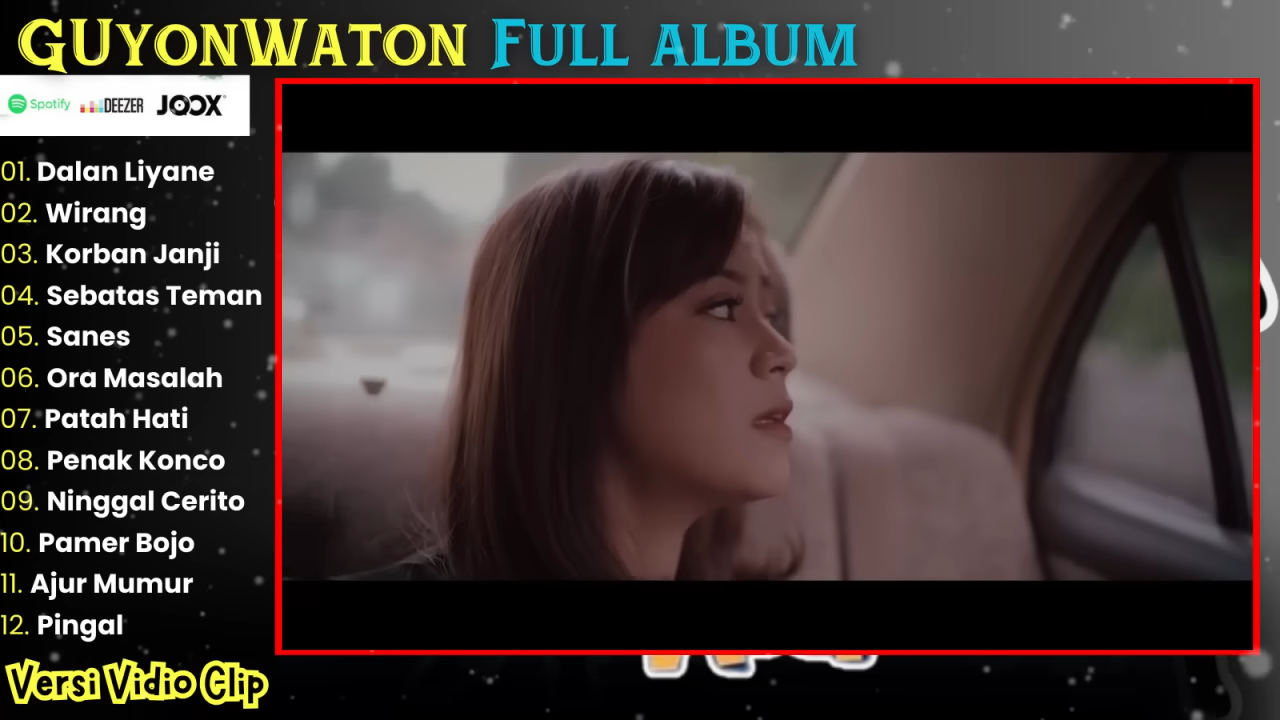 GUYONWATON FULL ALBUM
Spotify DEEZER JOOX
01. Dalan Liyane
02. Wirang
03. Korban Janji
04. Sebatas Teman
05. Sanes
06. Ora Masalah
07. Patah Hati
08. Penak Konco
09. Ninggal Cerito
10. Pamer Bojo
11. Ajur Mumur
12. Pingal
Versi Vidio Clip